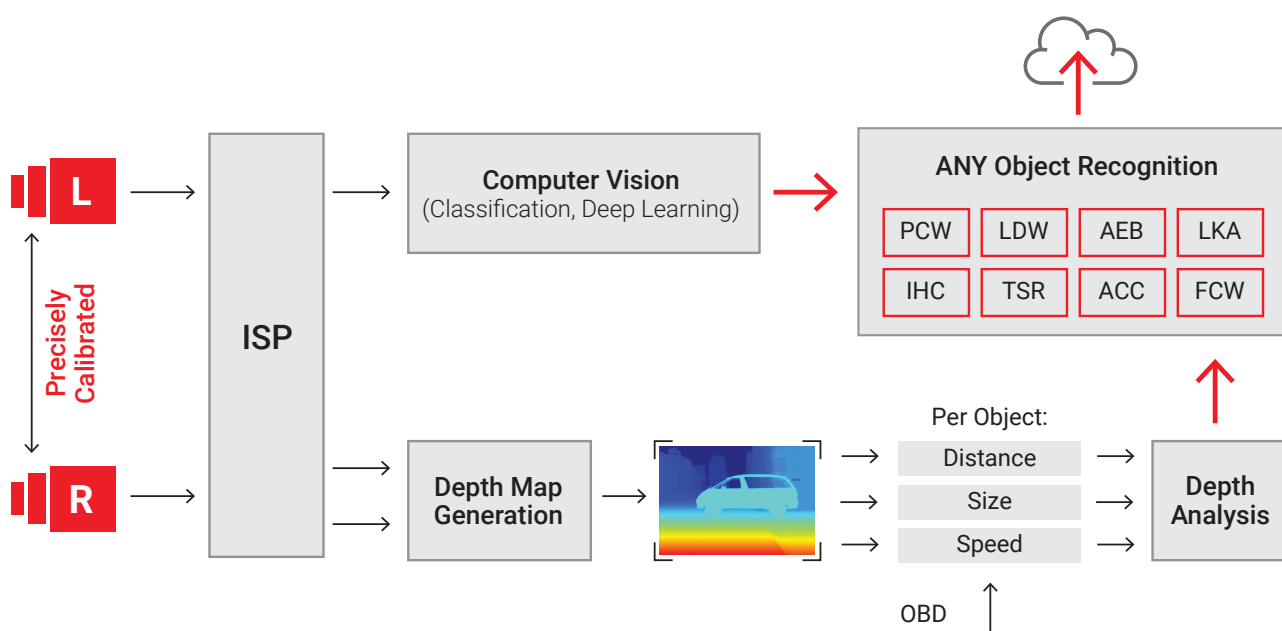 L
Precisely
Calibrated
R
ISP
Computer Vision
(Classification, Deep Learning)
ANY Object Recognition
PCW LDW AEB LKA
IHC TSR ACC FCW
Depth Map
Generation
Per Object:
Distance
Size
Speed
OBD
Depth
Analysis